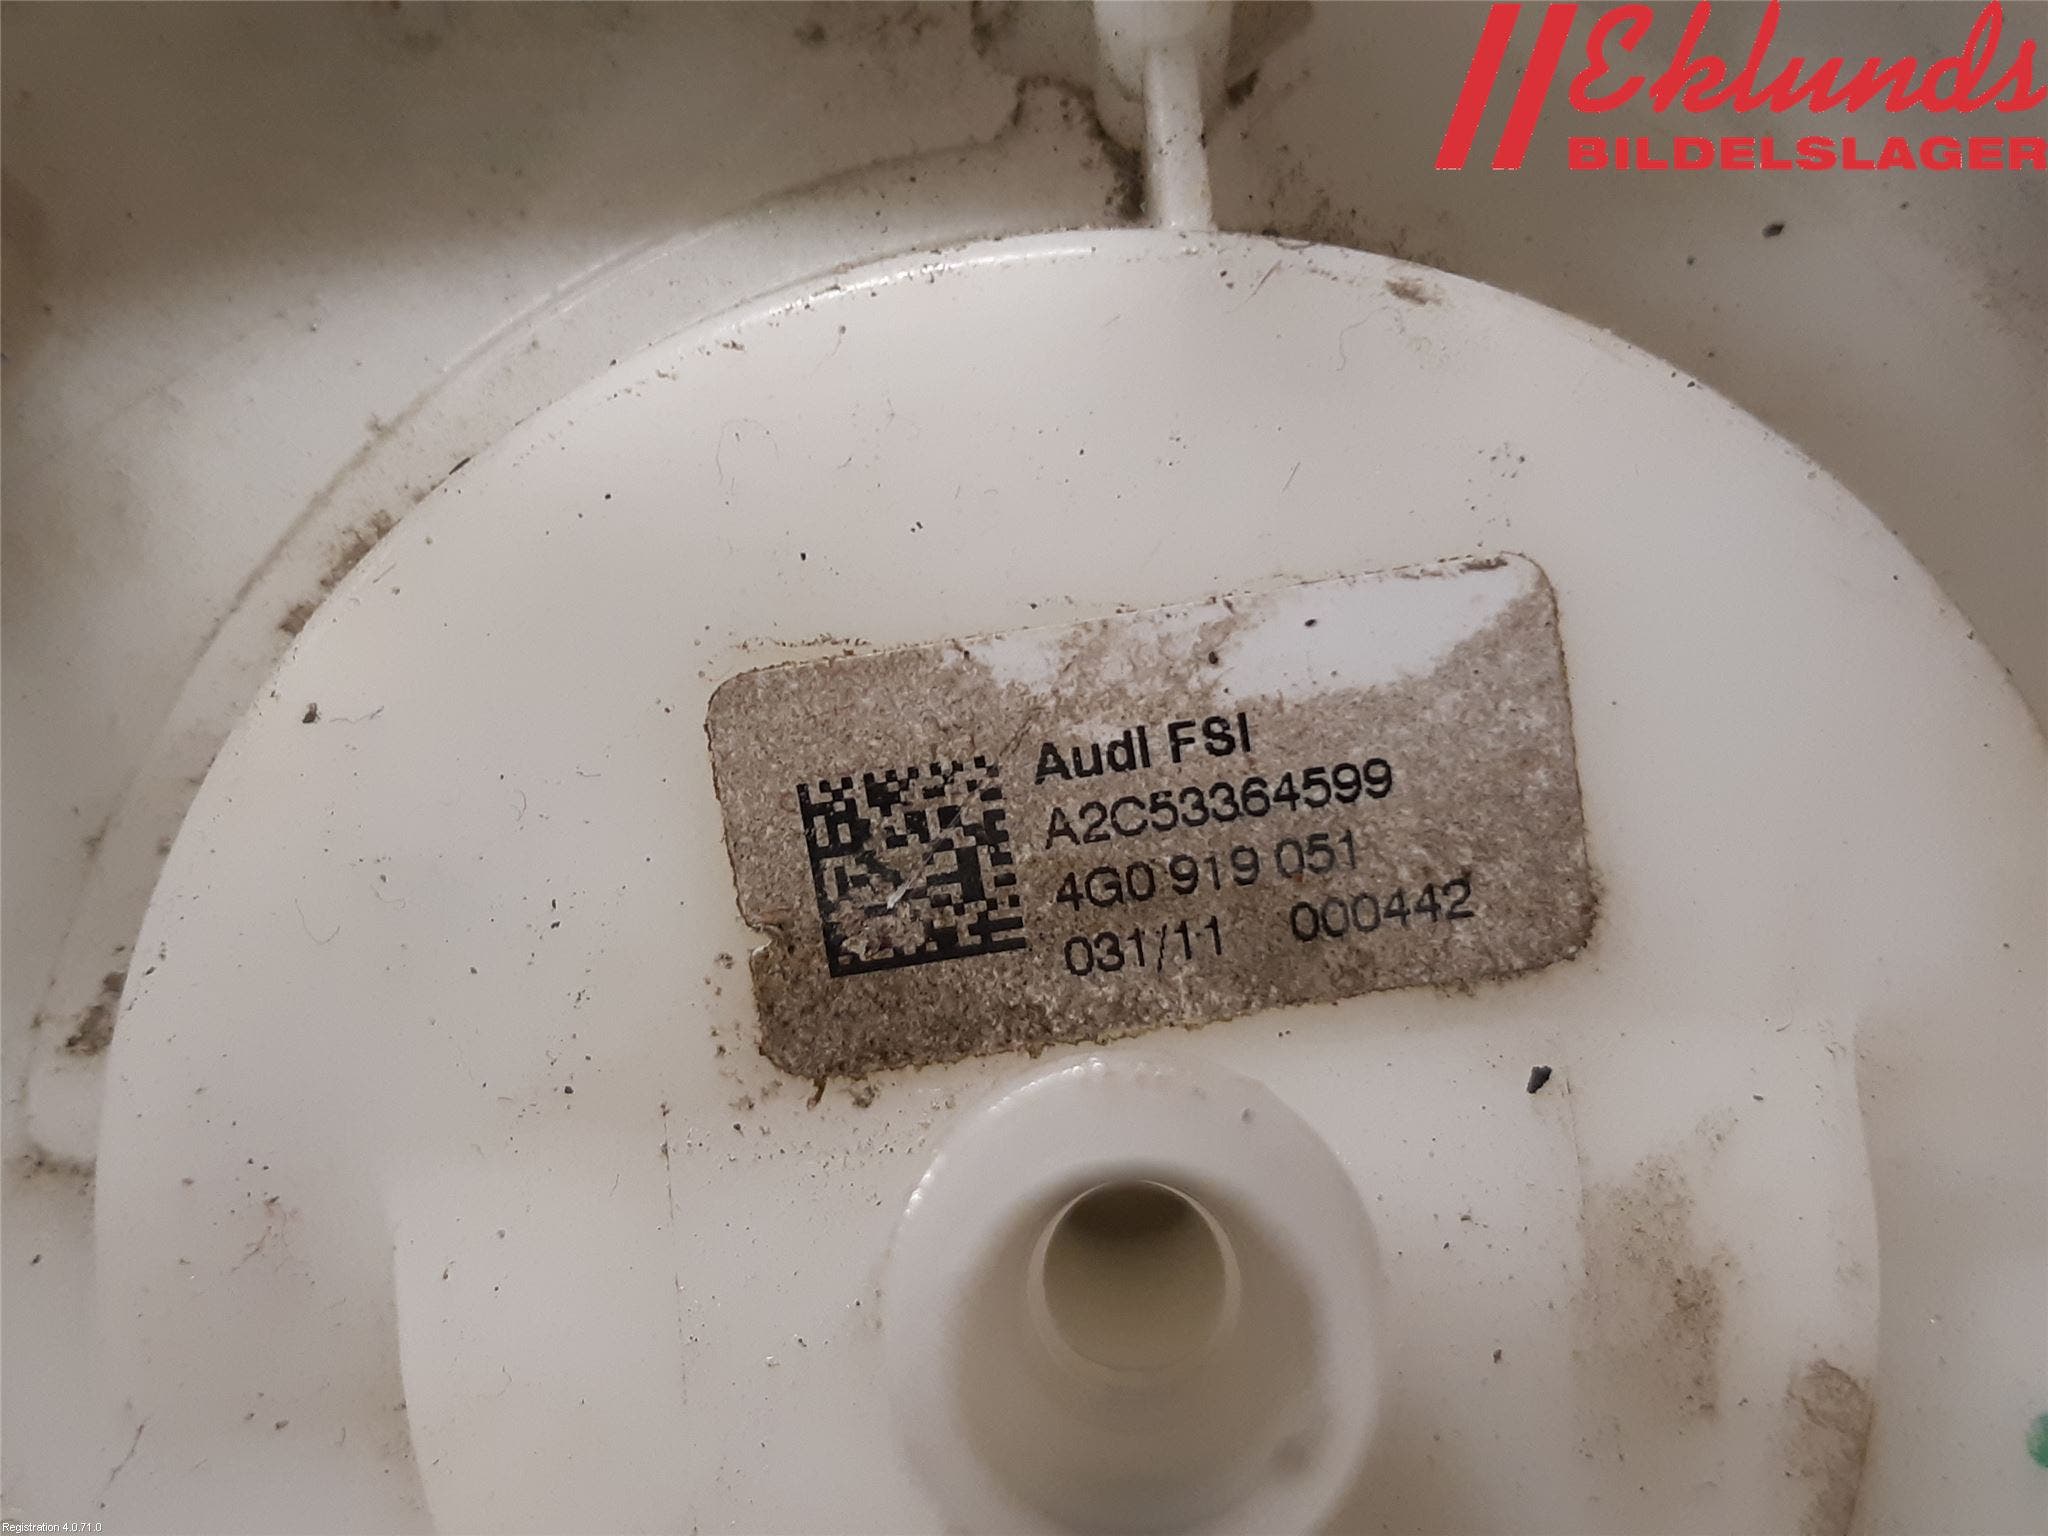 Eklunds
BILDELSLAGER
Audi FSI
A2C53364599
4G0 919 051
031/11 000442
Registration 4.0.71.0